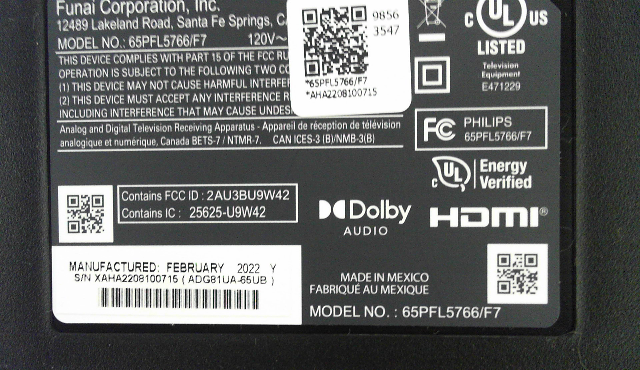 Funai Corporation, Inc.
12489 Lakeland Road, Santa Fe Springs,
MODEL NO. : 65PFL5766/F7 120V~
THIS DEVICE COMPLIES WITH PART 15 OF THE FCC
OPERATION IS SUBJECT TO THE FOLLOWING TWO
(1) THIS DEVICE MAY NOT CAUSE HARMFUL
(2) THIS DEVICE MUST ACCEPT ANY INTERFERENCE
INCLUDING INTERFERENCE THAT MAY CAUSE
Analog and Digital Television Receiving Apparatus - Appareil de réception de télévision
analogique et numérique, Canada BETS-7 / NTMR-7. CAN ICES-3 (B)/NMB-3(B)
9856
3547
*65PFL5766/F7
*AHA2208100715
C UL US
LISTED
Television
Equipment
E471229
FC PHILIPS
65PFL5766/F7
C UL Energy
Verified
Contains FCC ID : 2AU3BU9W42
Contains IC : 25625-U9W42
Dolby
AUDIO
HDMI®
MANUFACTURED: FEBRUARY 2022 Y
S/N XAHA2208100715 ( ADG81UA-65UB )
MADE IN MEXICO
FABRIQUÉ AU MEXIQUE
MODEL NO. : 65PFL5766/F7